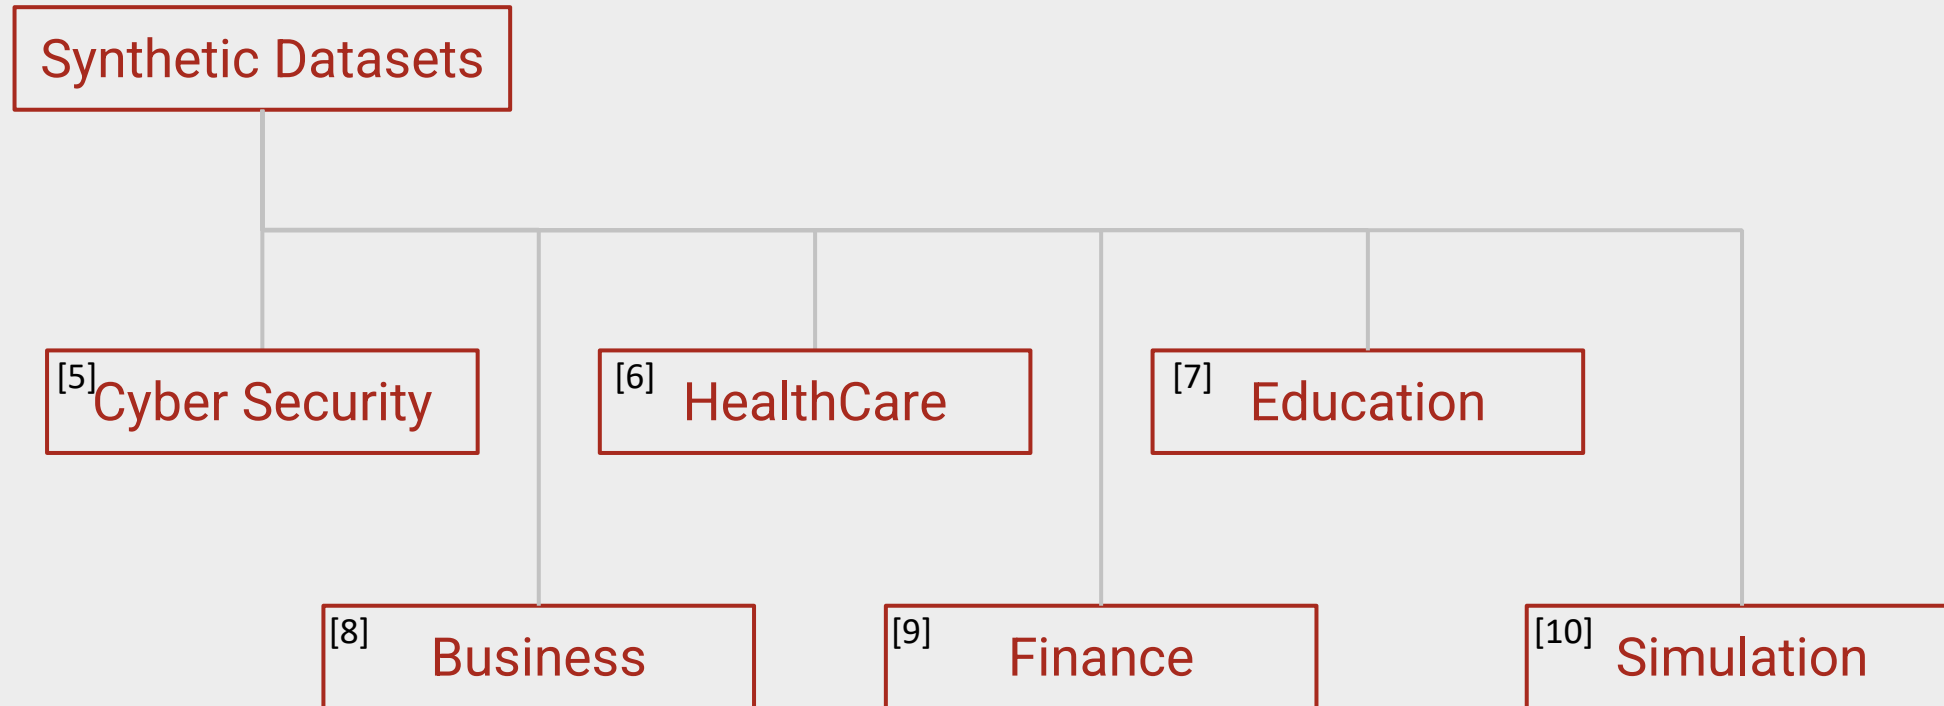 Synthetic Datasets
[5] Cyber Security
[6] HealthCare
[7] Education
[8] Business
[9] Finance
[10] Simulation